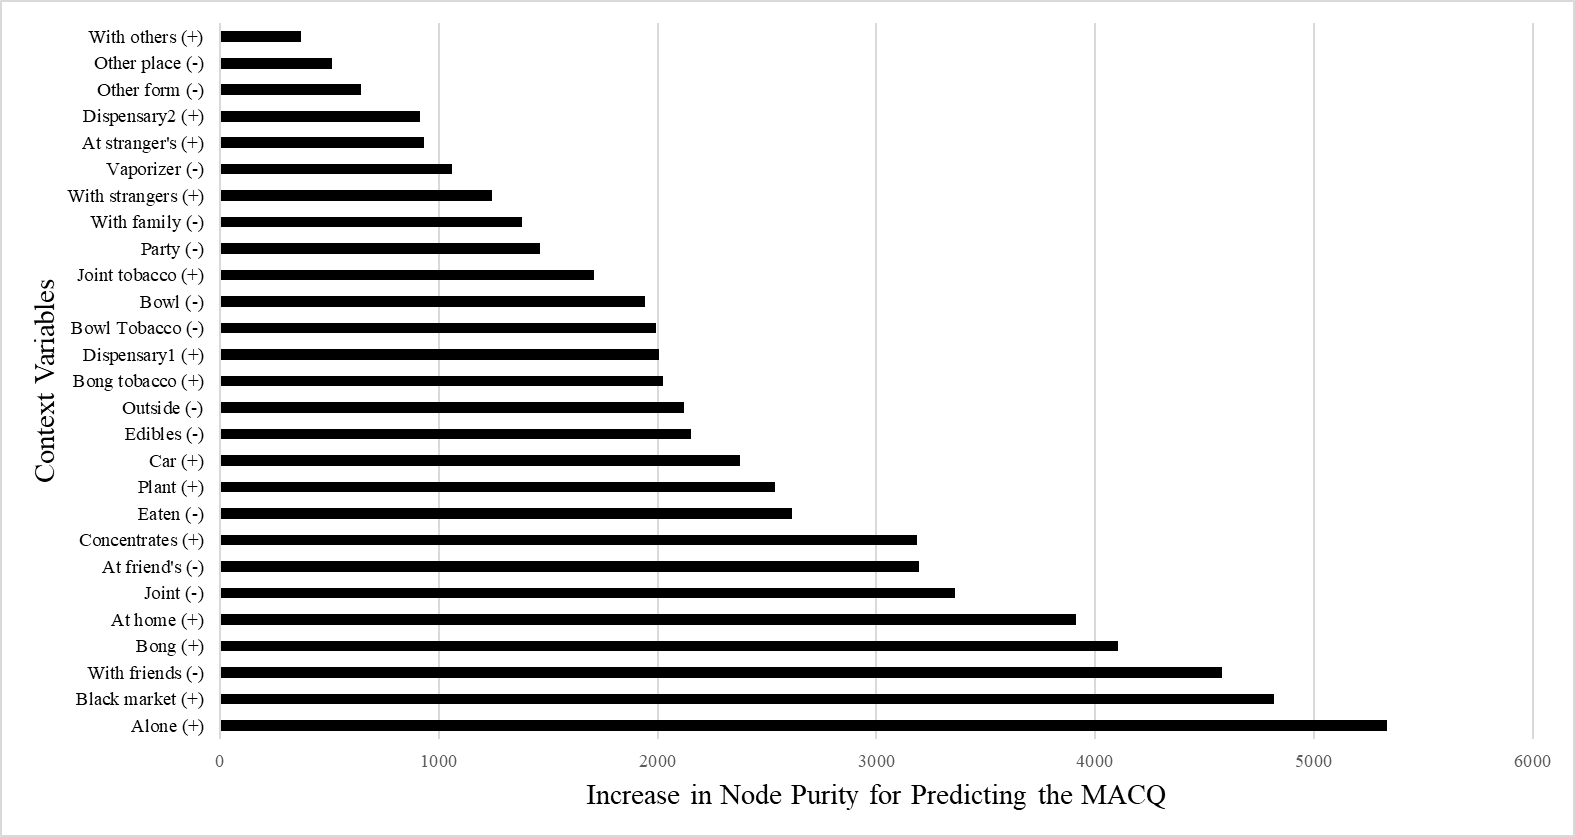 With others (+)
Other place (-)
Other form (-)
Dispensary2 (+)
At stranger's (+)
Vaporizer (-)
With strangers (+)
With family (-)
Party (-)
Joint tobacco (+)
Bowl (-)
Bowl Tobacco (-)
Dispensary1 (+)
Bong tobacco (+)
Outside (-)
Edibles (-)
Car (+)
Plant (+)
Eaten (-)
Concentrates (+)
At friend's (-)
Joint (-)
At home (+)
Bong (+)
With friends (-)
Black market (+)
Alone (+)
Context Variables
0 1000 2000 3000 4000 5000 6000
Increase in Node Purity for Predicting the MACQ